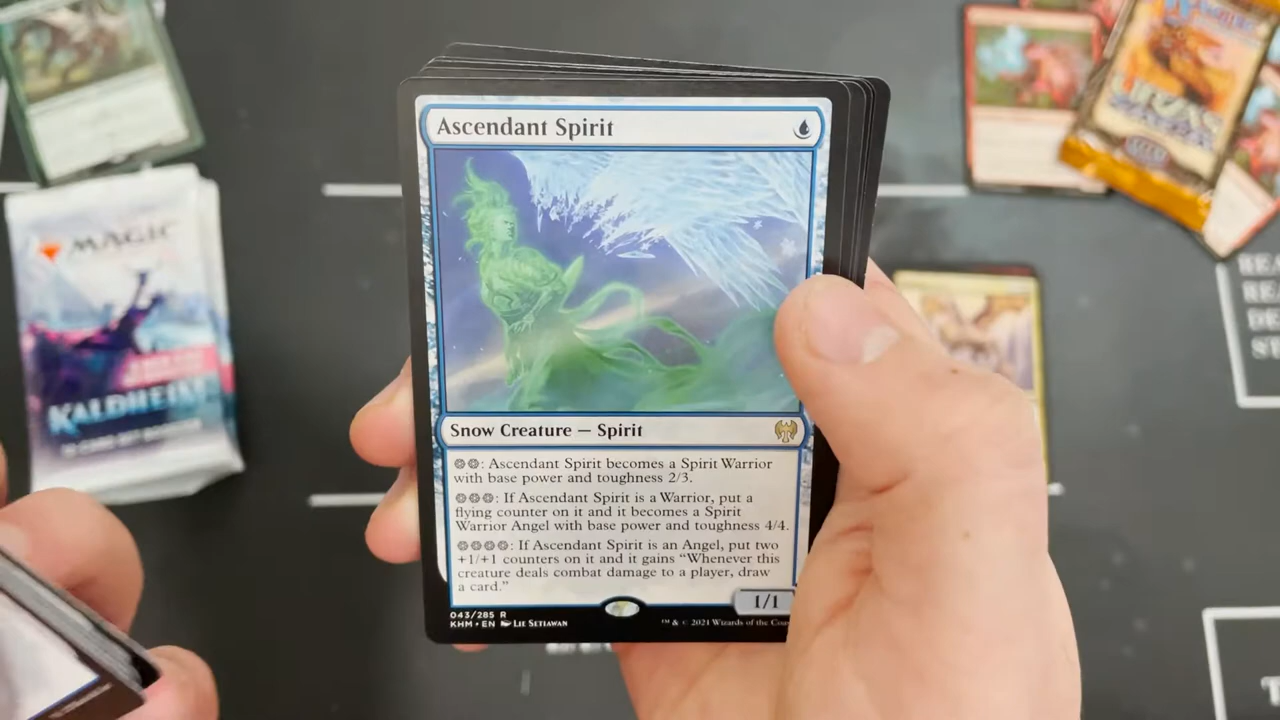 Ascendant Spirit
Snow Creature — Spirit
: Ascendant Spirit becomes a Spirit Warrior
with base power and toughness 2/3.
: If Ascendant Spirit is a Warrior, put a
flying counter on it and it becomes a Spirit
Warrior Angel with base power and toughness 4/4.
: If Ascendant Spirit is an Angel, put two
+1/+1 counters on it and it gains “Whenever this
creature deals combat damage to a player, draw
a card.”
1/1
043/285 R
KHM • EN Lie Setiawan
™ & © 2021 Wizards of the Coas
MAGIC
KALDHEIM